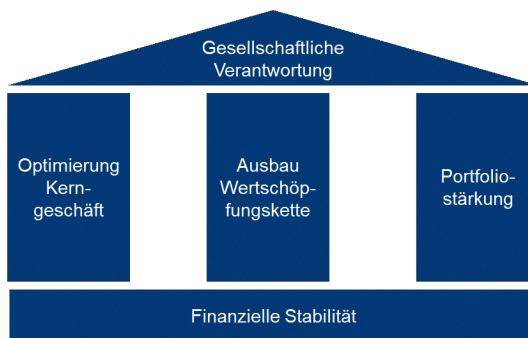 Gesellschaftliche
Verantwortung
Optimierung
Kern-
geschäft
Ausbau
Wertschöp-
fungskette
Portfolio-
stärkung
Finanzielle Stabilität